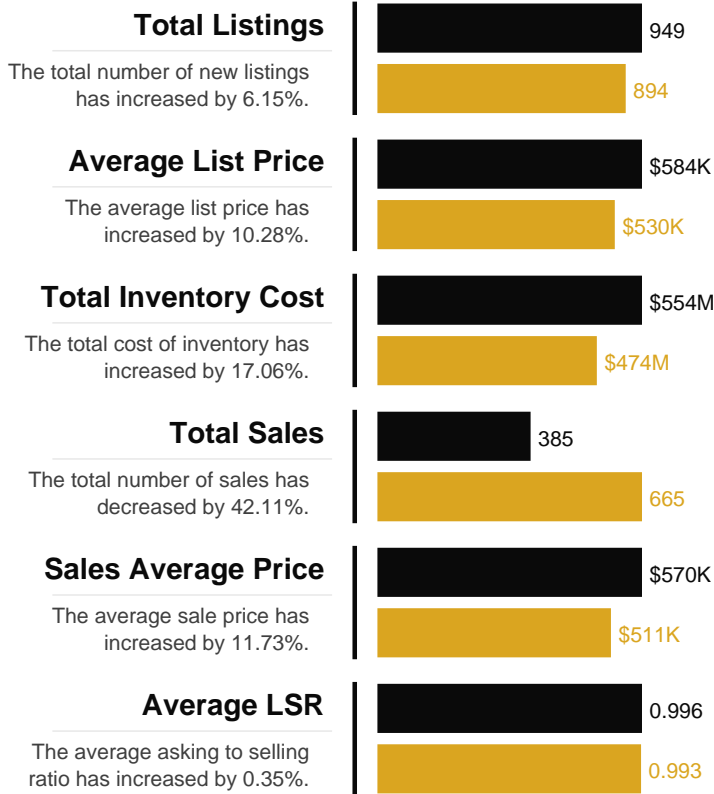 Total Listings
The total number of new listings
has increased by 6.15%.
949
894
Average List Price
The average list price has
increased by 10.28%.
$584K
$530K
Total Inventory Cost
The total cost of inventory has
increased by 17.06%.
$554M
$474M
Total Sales
The total number of sales has
decreased by 42.11%.
385
665
Sales Average Price
The average sale price has
increased by 11.73%.
$570K
$511K
Average LSR
The average asking to selling
ratio has increased by 0.35%.
0.996
0.993